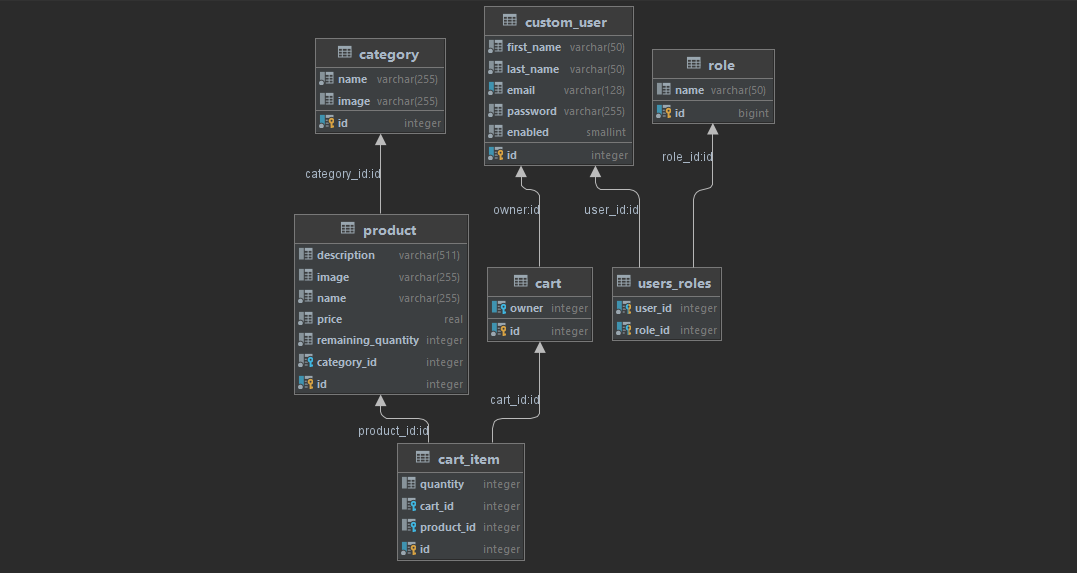 custom_user
first_name varchar(50)
last_name varchar(50)
email varchar(128)
password varchar(255)
enabled smallint
id integer
category
name varchar(255)
image varchar(255)
id integer
role
name varchar(50)
id bigint
category_id:id
owner:id
user_id:id
role_id:id
product
description varchar(511)
image varchar(255)
name varchar(255)
price real
remaining_quantity integer
category_id integer
id integer
cart
owner integer
id integer
users_roles
user_id integer
role_id integer
product_id:id
cart_id:id
cart_item
quantity integer
cart_id integer
product_id integer
id integer